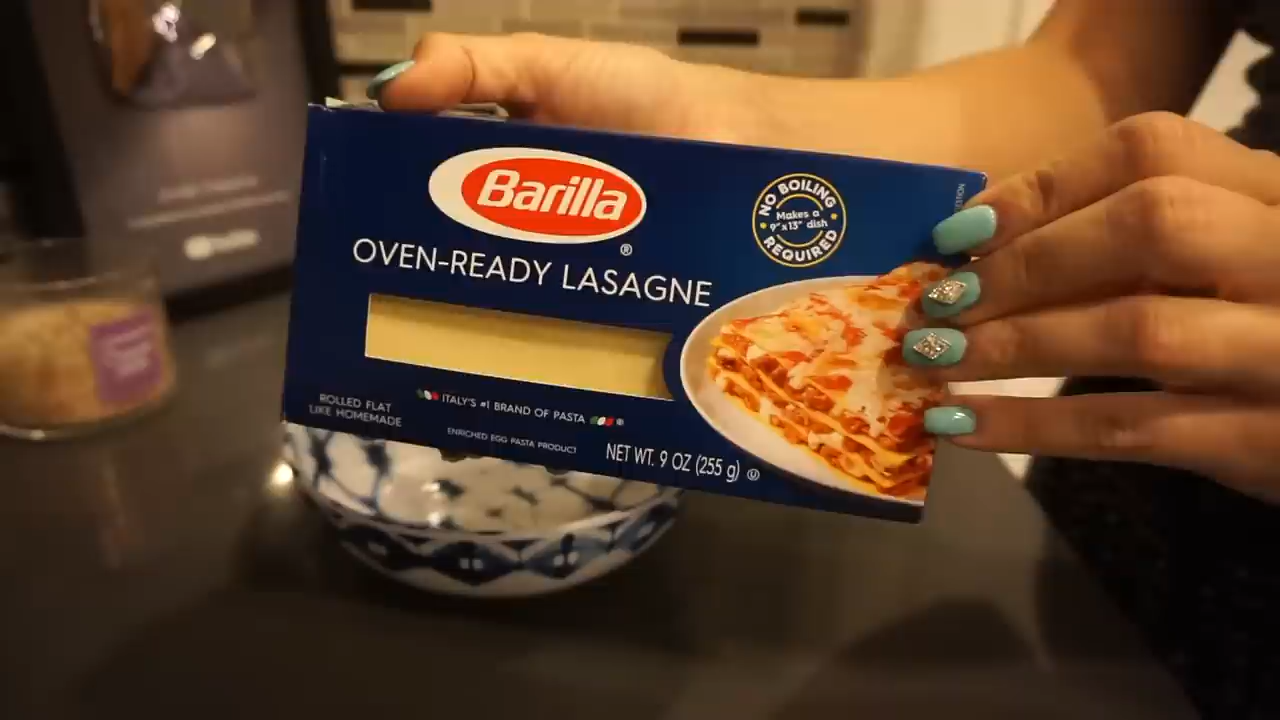 Barilla
®
OVEN-READY LASAGNE
NO BOILING
Makes a
9"x13" dish
REQUIRED
ROLLED FLAT
LIKE HOMEMADE
ITALY'S #1 BRAND OF PASTA ®
ENRICHED EGG PASTA PRODUCT
NET WT. 9 OZ (255 g) Ⓤ